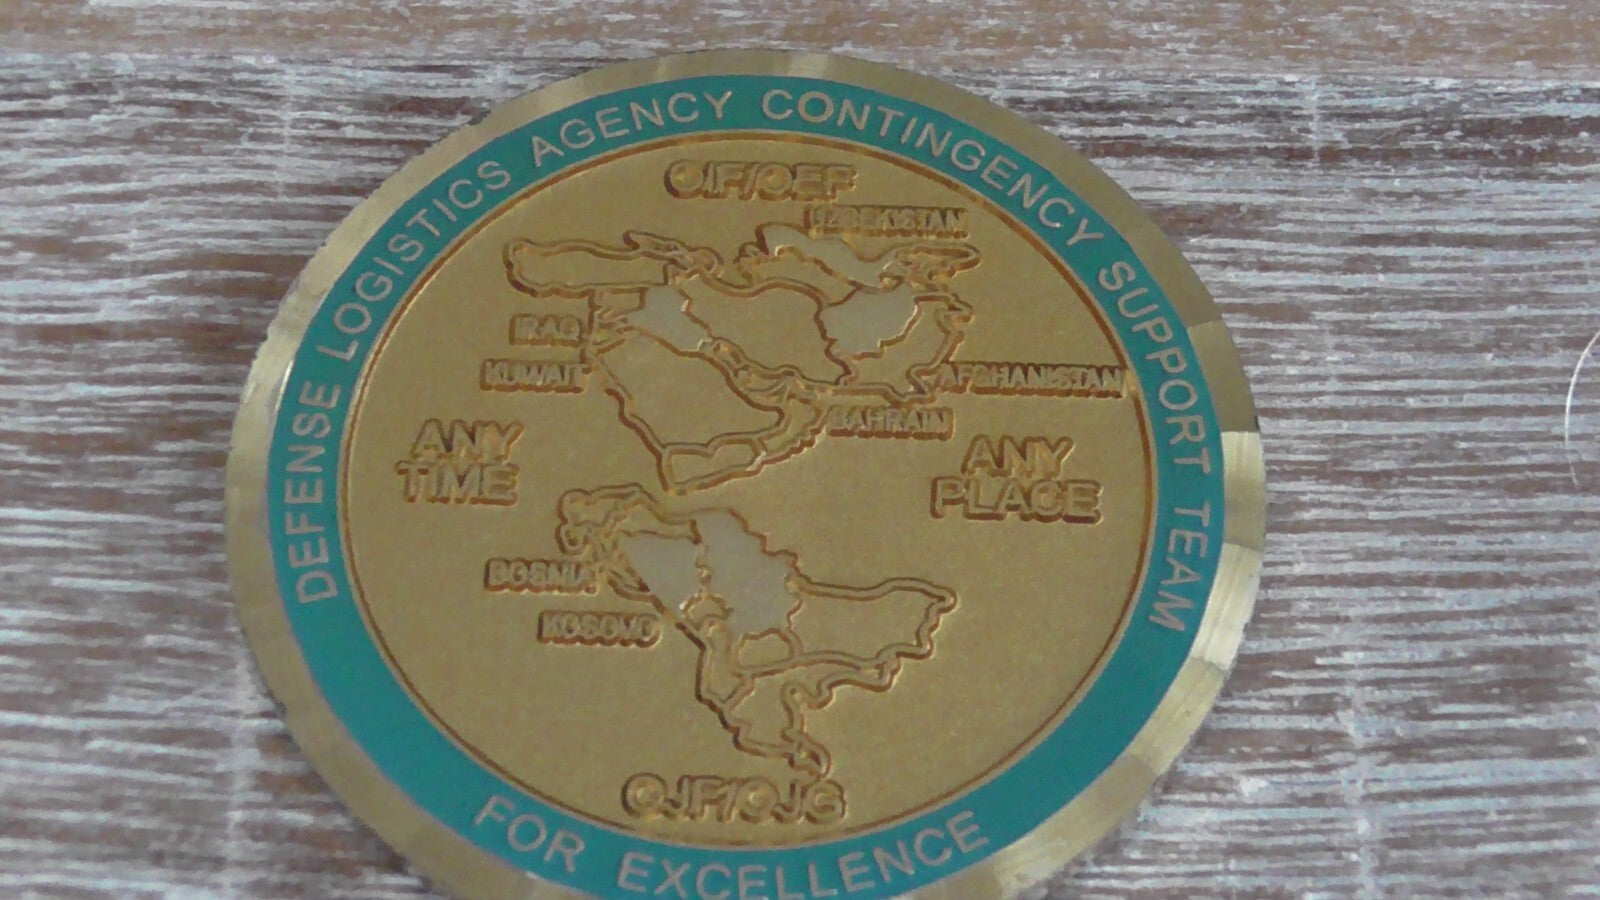 DEFENSE LOGISTICS AGENCY CONTINGENCY SUPPORT TEAM
OIF/OEF
UZBEKISTAN
IRAQ
KUWAIT
AFGHANISTAN
BAHRAIN
ANY
TIME
ANY
PLACE
BOSNIA
KOSOVO
OJF/OJG
FOR EXCELLENCE